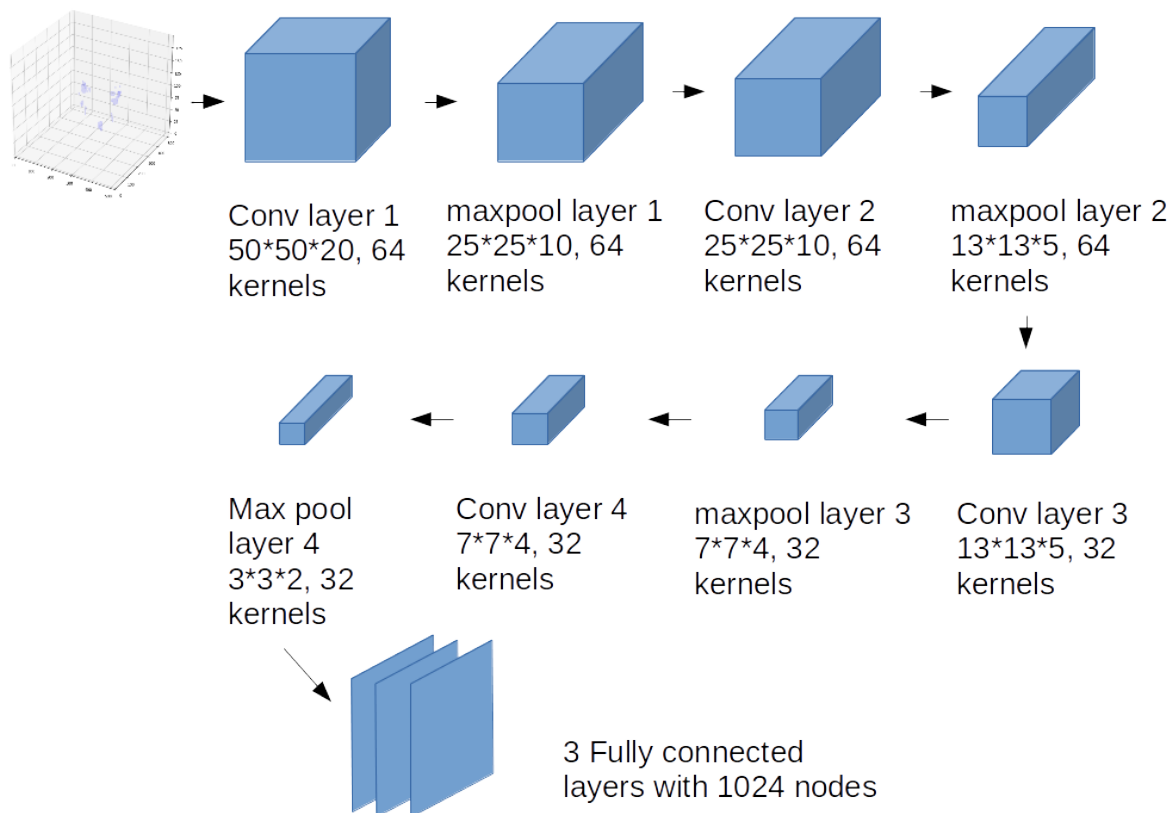 Conv layer 1
50*50*20, 64
kernels
maxpool layer 1
25*25*10, 64
kernels
Conv layer 2
25*25*10, 64
kernels
maxpool layer 2
13*13*5, 64
kernels
Max pool
layer 4
3*3*2, 32
kernels
Conv layer 4
7*7*4, 32
kernels
maxpool layer 3
7*7*4, 32
kernels
Conv layer 3
13*13*5, 32
kernels
3 Fully connected
layers with 1024 nodes